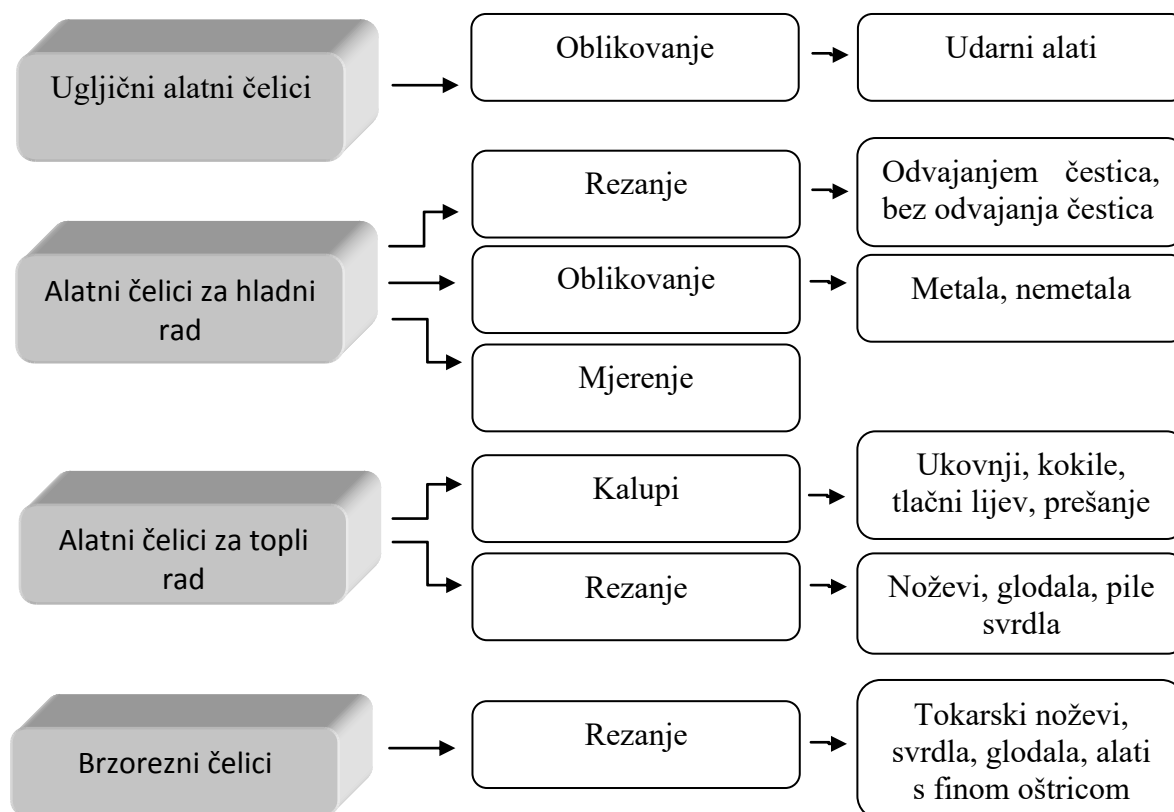 Ugljični alatni čelici
Oblikovanje
Udarni alati
Alatni čelici za hladni
rad
Rezanje
Odvajanjem čestica,
bez odvajanja čestica
Oblikovanje
Metala, nemetala
Mjerenje
Alatni čelici za topli
rad
Kalupi
Ukovnji, kokile,
tlačni lijev, prešanje
Rezanje
Noževi, glodala, pile
svrdla
Brzorezni čelici
Rezanje
Tokarski noževi,
svrdla, glodala, alati
s finom oštricom